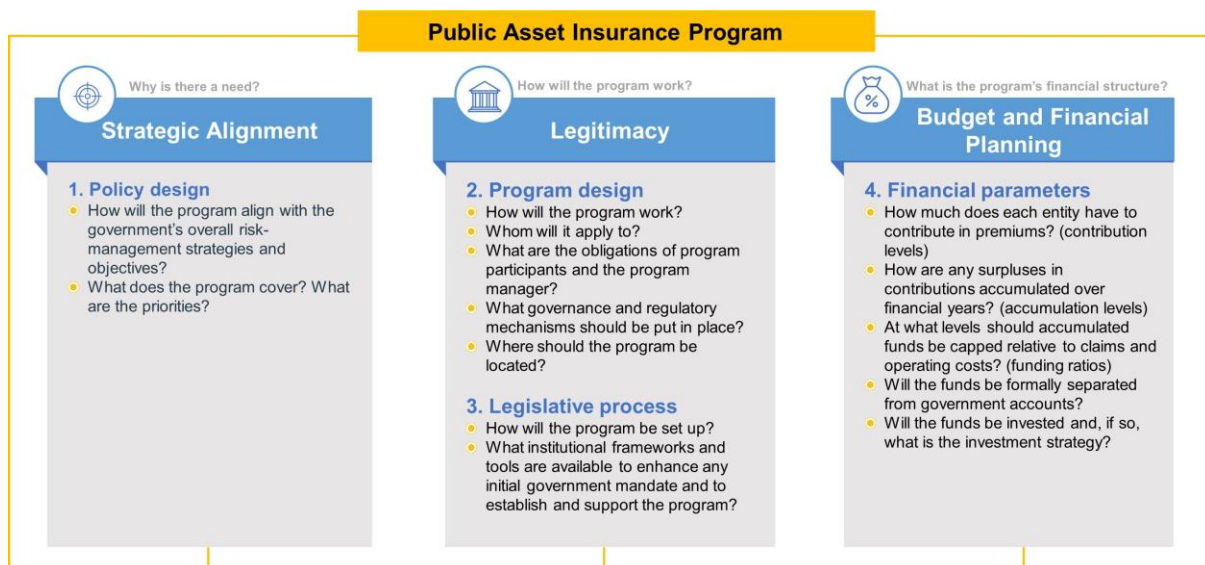 Public Asset Insurance Program
Why is there a need?
Strategic Alignment
1. Policy design
How will the program align with the
government's overall risk-
management strategies and
objectives?
What does the program cover? What
are the priorities?
How will the program work?
Legitimacy
2. Program design
How will the program work?
Whom will it apply to?
What are the obligations of program
participants and the program
manager?
What governance and regulatory
mechanisms should be put in place?
Where should the program be
located?
3. Legislative process
How will the program be set up?
What institutional frameworks and
tools are available to enhance any
initial government mandate and to
establish and support the program?
What is the program's financial structure?
%
Budget and Financial
Planning
4. Financial parameters
How much does each entity have to
contribute in premiums? (contribution
levels)
How are any surpluses in
contributions accumulated over
financial years? (accumulation levels)
At what levels should accumulated
funds be capped relative to claims and
operating costs? (funding ratios)
Will the funds be formally separated
from government accounts?
Will the funds be invested and, if so,
what is the investment strategy?